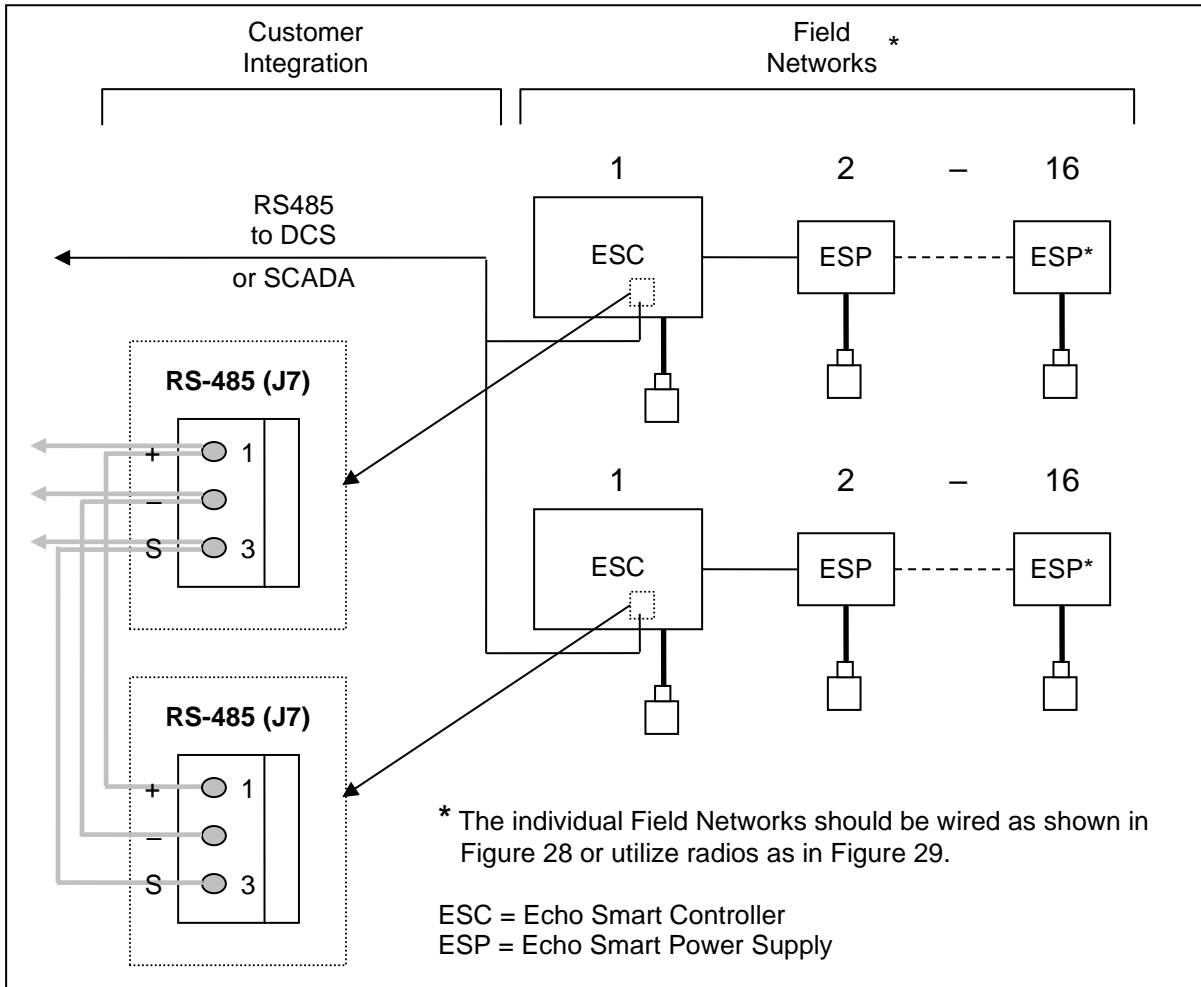 Customer
Integration
Field
Networks *
1 2 – 16
RS485
to DCS
or SCADA
ESC ESP ESP*
RS-485 (J7)
+ 1
–
S 3
1 2 – 16
ESC ESP ESP*
RS-485 (J7)
+ 1
–
S 3
* The individual Field Networks should be wired as shown in
Figure 28 or utilize radios as in Figure 29.
ESC = Echo Smart Controller
ESP = Echo Smart Power Supply